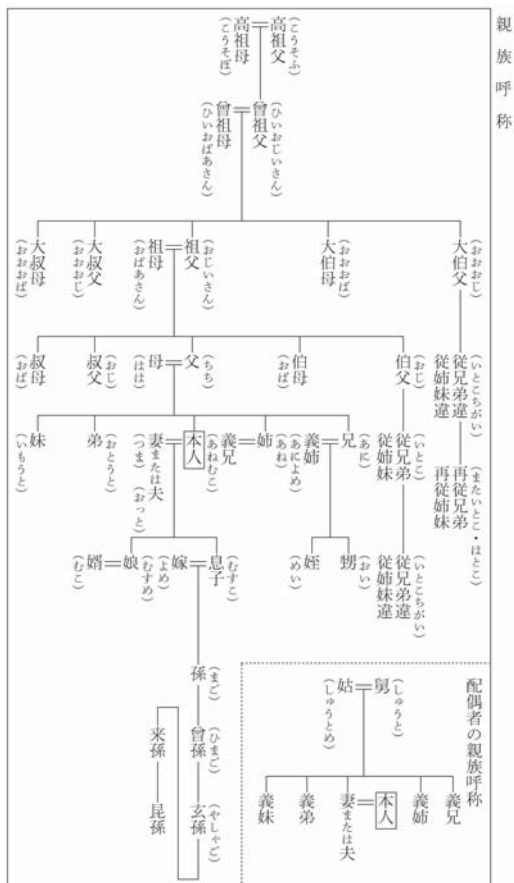 親族呼称
高祖父（こうそふ）
高祖母（こうそぼ）
曾祖父（ひいおじいさん）
曾祖母（ひいおばあさん）
大伯父（おおおじ）
大伯母（おおおば）
祖父（おじいさん）
祖母（おばあさん）
大叔父（おおおじ）
大叔母（おおおば）
従兄弟違（いとこちがい）
従姉妹違
伯父（おじ）
伯母（おば）
父（ちち）
母（はは）
叔父（おじ）
叔母（おば）
再従兄弟（またいとこ・はとこ）
再従姉妹
従兄弟（いとこ）
従姉妹
兄（あに）
義姉（あによめ）
姉（あね）
義兄（あねむこ）
本人
妻または夫（つま）（おっと）
弟（おとうと）
妹（いもうと）
従兄弟違（いとこちがい）
従姉妹違
甥（おい）
姪（めい）
息子（むすこ）
嫁（よめ）
娘（むすめ）
婿（むこ）
孫（まご）
曾孫（ひまご）
玄孫（やしゃご）
来孫
昆孫
配偶者の親族呼称
舅（しゅうと）
姑（しゅうとめ）
義兄
義姉
本人
妻または夫
義弟
義妹